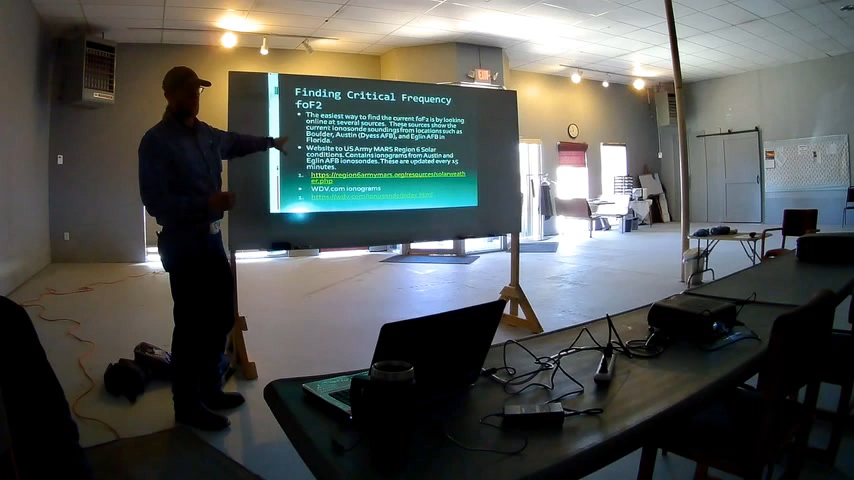 EXIT
Finding Critical Frequency
foF2
The easiest way to find the current foF2 is by looking
online at several sources. These sources show the
current ionosonde soundings from locations such as
Boulder, Austin (Dyess AFB), and Eglin AFB in
Florida.
Website to US Army MARS Region 6 Solar
conditions. Contains ionograms from Austin and
Eglin AFB ionosondes. These are updated every 15
minutes.
1. https://region6armymars.org/resources/solarweath
er.php
WDV.com ionograms